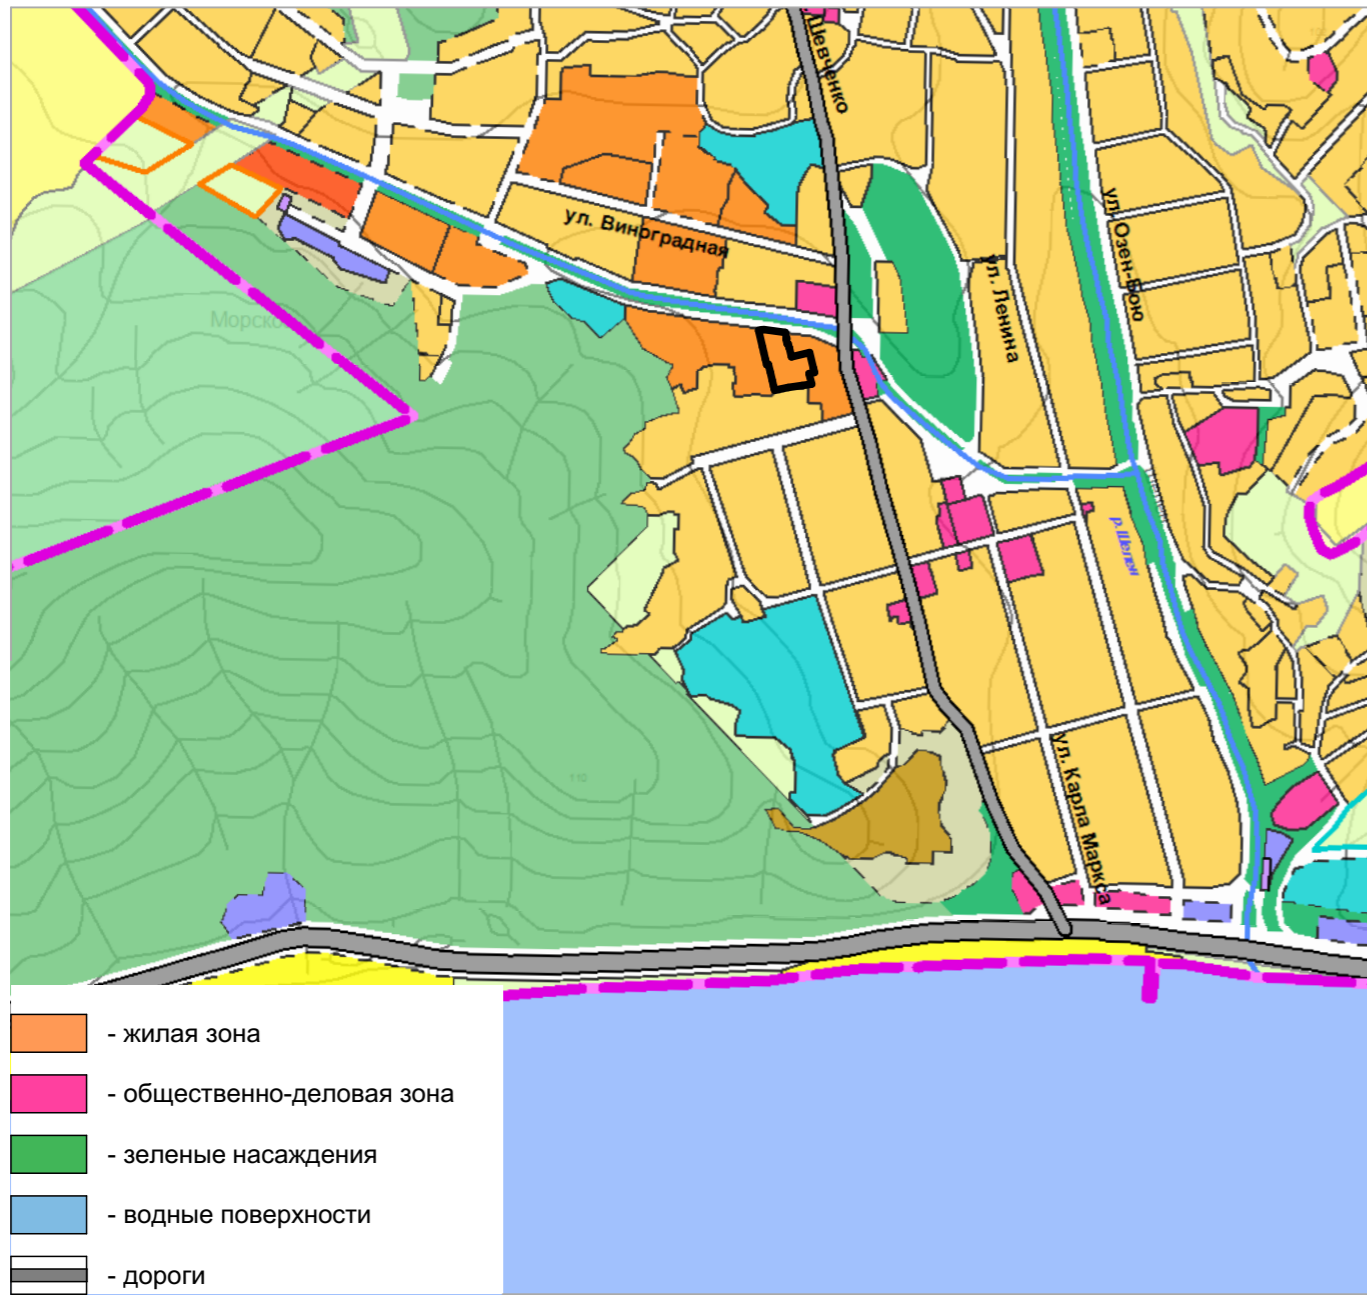 ул. Шевченко
ул. Виноградная
ул. Озен-Бою
ул. Ленина
р.Шелен
110
ул. Карла Маркса
- жилая зона
- общественно-деловая зона
- зеленые насаждения
- водные поверхности
- дороги